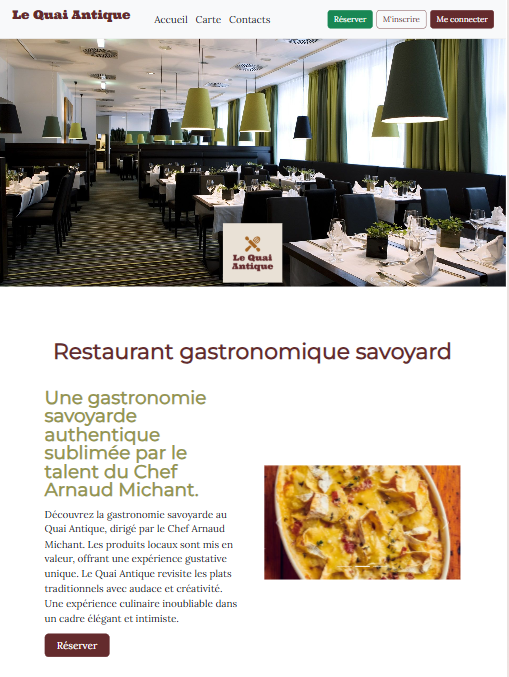 Le Quai Antique
Accueil Carte Contacts
Réserver M'inscrire Me connecter
Le Quai
Antique
Restaurant gastronomique savoyard
Une gastronomie
savoyarde
authentique
sublimée par le
talent du Chef
Arnaud Michant.
Découvrez la gastronomie savoyarde au
Quai Antique, dirigé par le Chef Arnaud
Michant. Les produits locaux sont mis en
valeur, offrant une expérience gustative
unique. Le Quai Antique revisite les plats
traditionnels avec audace et créativité.
Une expérience culinaire inoubliable dans
un cadre élégant et intimiste.
Réserver